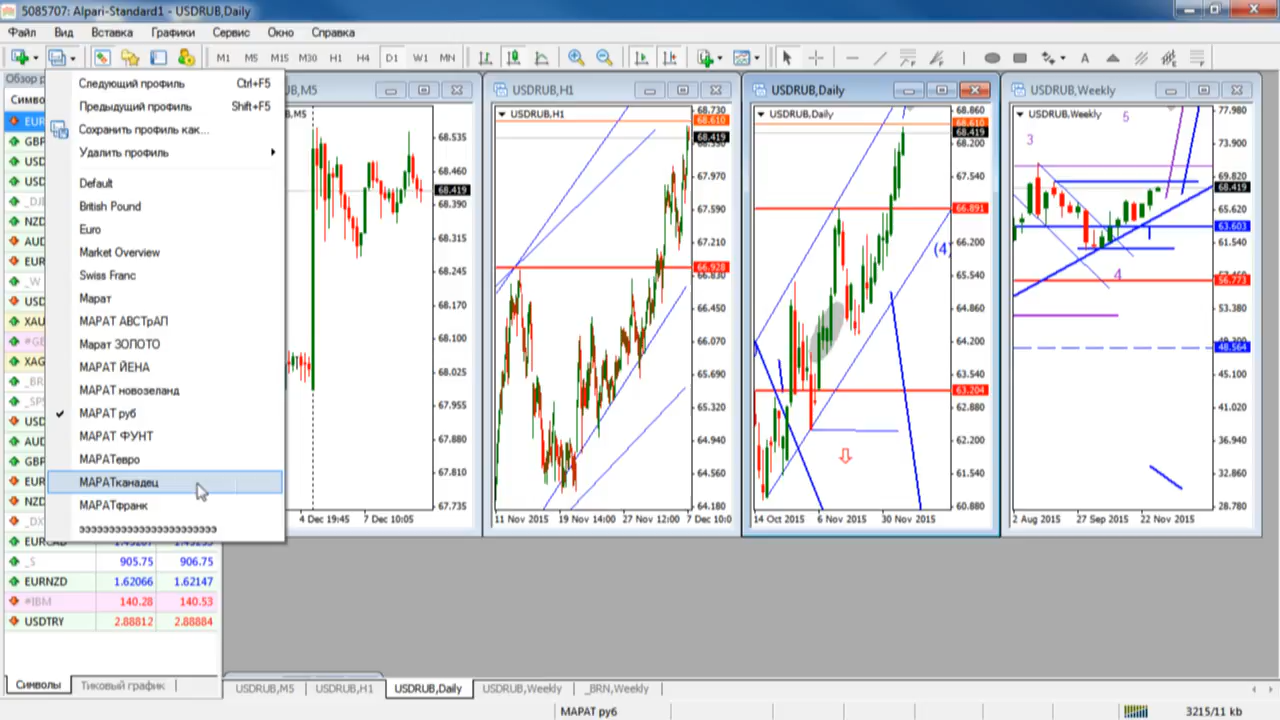 5085707: Alpari-Standard1 - USDRUB,Daily
Файл Вид Вставка Графики Сервис Окно Справка
M1 M5 M15 M30 H1 H4 D1 W1 MN
Следующий профиль Ctrl+F5
Предыдущий профиль Shift+F5
Сохранить профиль как...
Удалить профиль
Default
British Pound
Euro
Market Overview
Swiss Franc
Марат
МАРАТ АВСТрАЛ
Марат ЗОЛОТО
МАРАТ ЙЕНА
МАРАТ новозеланд
МАРАТ руб
МАРАТ ФУНТ
МАРАТевро
МАРАТканадец
МАРАТфранк
эээээээээээээээээээээээ
_S 905.75 906.75
EURNZD 1.62066 1.62147
#IBM 140.28 140.53
USDTRY 2.88812 2.88884
Символы Тиковый график
68.535
68.460
68.419
68.390
68.315
68.245
68.170
68.100
68.025
67.955
67.880
67.810
67.735
4 Dec 19:45 7 Dec 10:05
USDRUB,H1
USDRUB,H1
68.730
68.610
68.419
67.970
67.590
67.210
66.928
66.830
66.450
66.070
65.690
65.320
64.940
64.560
64.180
11 Nov 2015 19 Nov 14:00 27 Nov 12:00 7 Dec 10:0
USDRUB,Daily
USDRUB,Daily
68.860
68.610
68.419
68.200
67.540
66.891
66.200
(4)
65.540
64.860
64.200
63.540
63.204
62.880
62.200
61.540
60.880
14 Oct 2015 6 Nov 2015 30 Nov 2015
USDRUB,Weekly
USDRUB,Weekly
3 5 4
77.980
73.900
69.820
68.419
65.620
63.603
61.540
56.773
53.380
48.564
45.100
41.020
36.940
32.860
28.780
2 Aug 2015 27 Sep 2015 22 Nov 2015
USDRUB,M5 USDRUB,H1 USDRUB,Daily USDRUB,Weekly _BRN,Weekly
МАРАТ руб 3215/11 kb